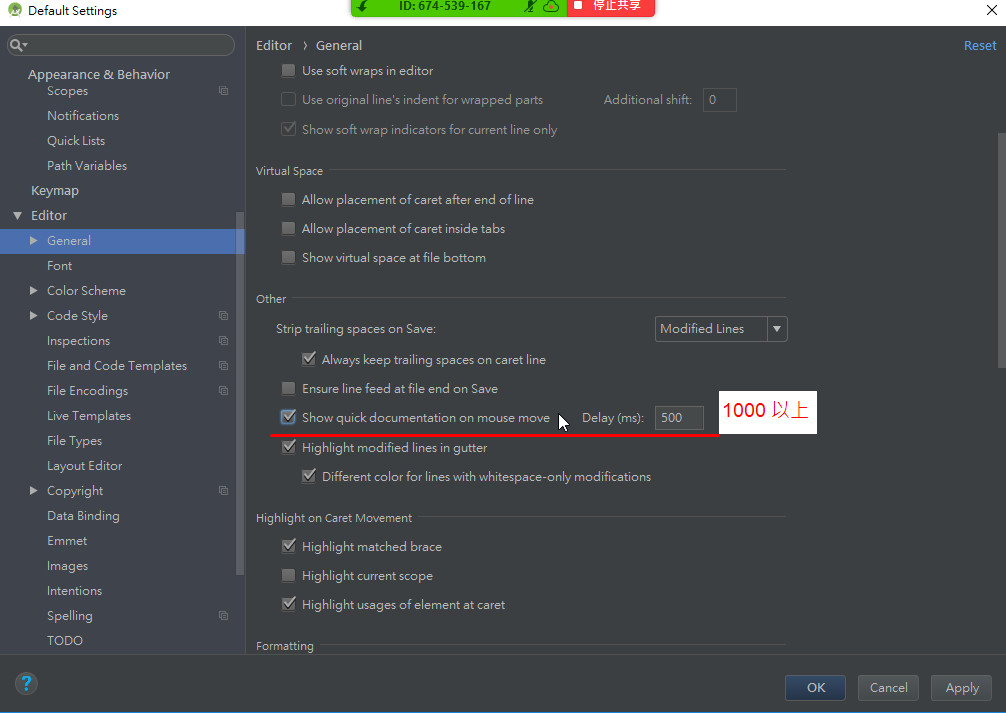 Default Settings
ID: 674-539-167 停止共享
Editor › General Reset
Appearance & Behavior
Scopes
Notifications
Quick Lists
Path Variables
Keymap
Editor
General
Font
Color Scheme
Code Style
Inspections
File and Code Templates
File Encodings
Live Templates
File Types
Layout Editor
Copyright
Data Binding
Emmet
Images
Intentions
Spelling
TODO
Use soft wraps in editor
Use original line's indent for wrapped parts Additional shift: 0
Show soft wrap indicators for current line only
Virtual Space
Allow placement of caret after end of line
Allow placement of caret inside tabs
Show virtual space at file bottom
Other
Strip trailing spaces on Save: Modified Lines
Always keep trailing spaces on caret line
Ensure line feed at file end on Save
Show quick documentation on mouse move Delay (ms): 500 1000 以上
Highlight modified lines in gutter
Different color for lines with whitespace-only modifications
Highlight on Caret Movement
Highlight matched brace
Highlight current scope
Highlight usages of element at caret
Formatting
? OK Cancel Apply